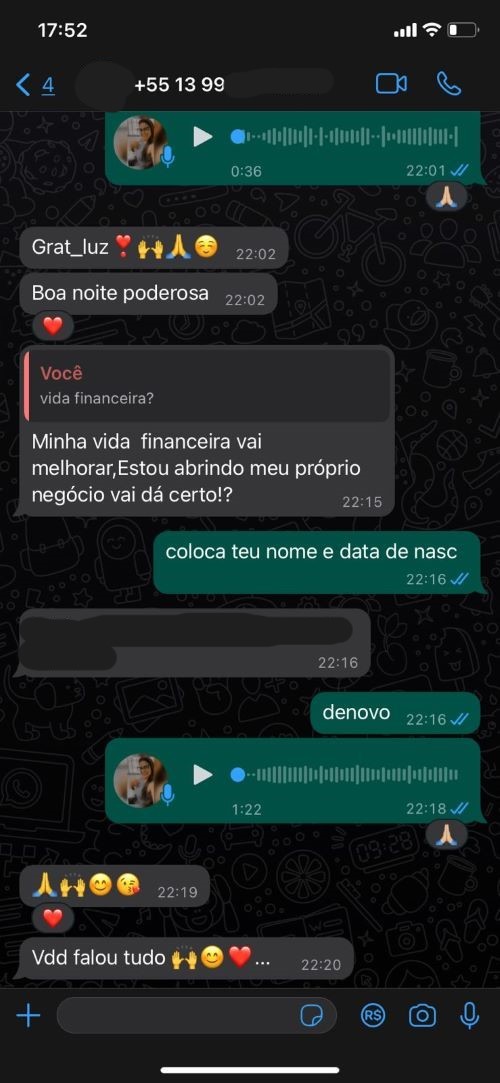 17:52
4
+55 13 99
0:36
22:01
Grat_luz❣️🙌🙏☺️
22:02
Boa noite poderosa
22:02
Você
vida financeira?
Minha vida  financeira vai
melhorar,Estou abrindo meu próprio
negócio vai dá certo!?
22:15
coloca teu nome e data de nasc
22:16
22:16
denovo
22:16
1:22
22:18
🙏🙌😊😘
22:19
Vdd falou tudo 🙌😊❤️...
22:20
R$